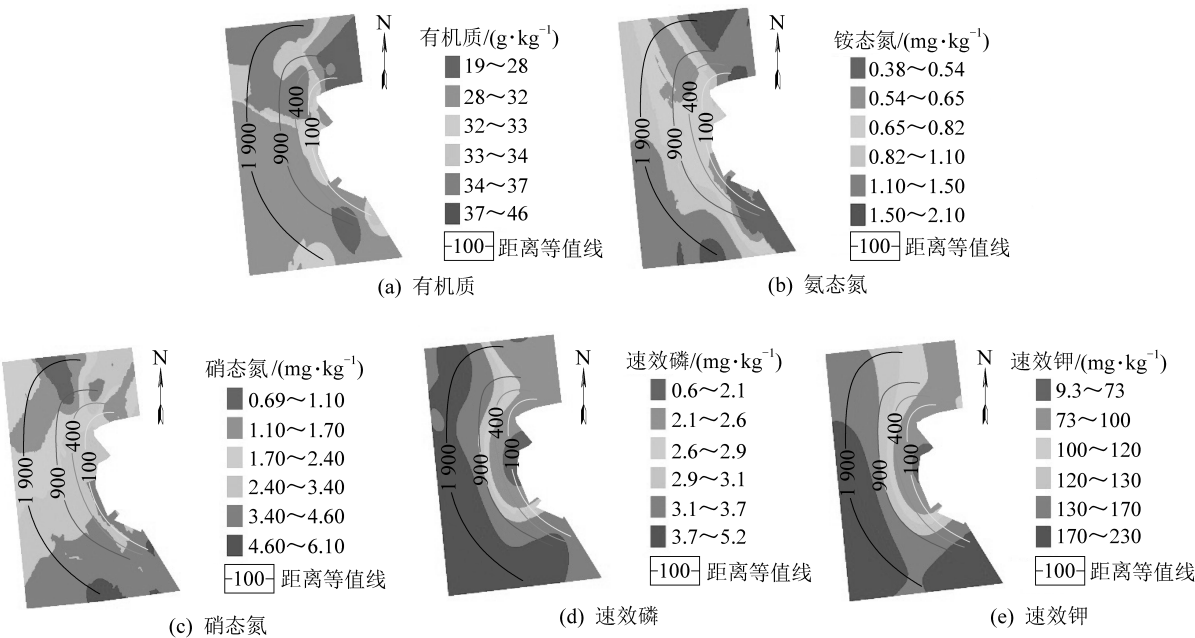 N
有机质/(g·kg⁻¹)
19～28
28～32
32～33
33～34
34～37
37～46
-100- 距离等值线
400
100
900
1 900
(a) 有机质
N
铵态氮/(mg·kg⁻¹)
0.38～0.54
0.54～0.65
0.65～0.82
0.82～1.10
1.10～1.50
1.50～2.10
-100- 距离等值线
400
100
900
1 900
(b) 氨态氮
N
硝态氮/(mg·kg⁻¹)
0.69～1.10
1.10～1.70
1.70～2.40
2.40～3.40
3.40～4.60
4.60～6.10
-100- 距离等值线
400
100
900
1 900
(c) 硝态氮
N
速效磷/(mg·kg⁻¹)
0.6～2.1
2.1～2.6
2.6～2.9
2.9～3.1
3.1～3.7
3.7～5.2
-100- 距离等值线
400
100
900
1 900
(d) 速效磷
N
速效钾/(mg·kg⁻¹)
9.3～73
73～100
100～120
120～130
130～170
170～230
-100- 距离等值线
400
100
900
1 900
(e) 速效钾